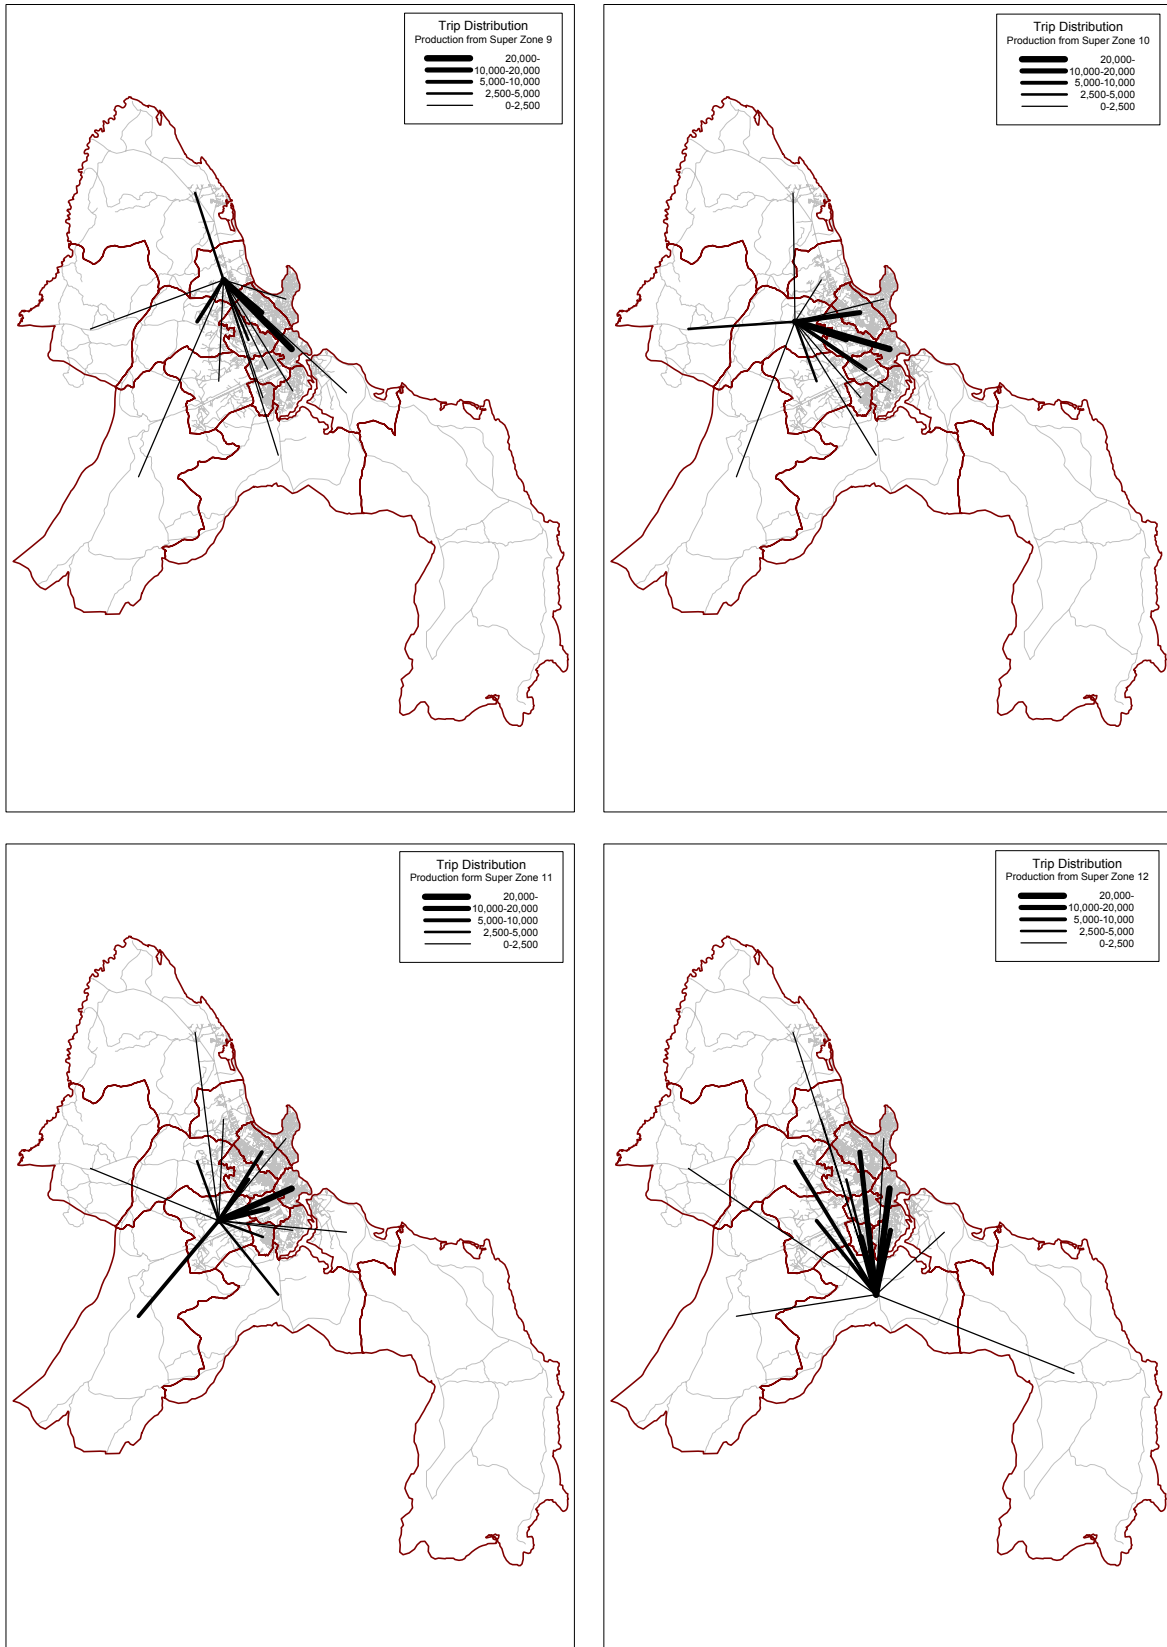 Trip Distribution
Production from Super Zone 9
20,000-
10,000-20,000
5,000-10,000
2,500-5,000
0-2,500
Trip Distribution
Production from Super Zone 10
20,000-
10,000-20,000
5,000-10,000
2,500-5,000
0-2,500
Trip Distribution
Production form Super Zone 11
20,000-
10,000-20,000
5,000-10,000
2,500-5,000
0-2,500
Trip Distribution
Production from Super Zone 12
20,000-
10,000-20,000
5,000-10,000
2,500-5,000
0-2,500